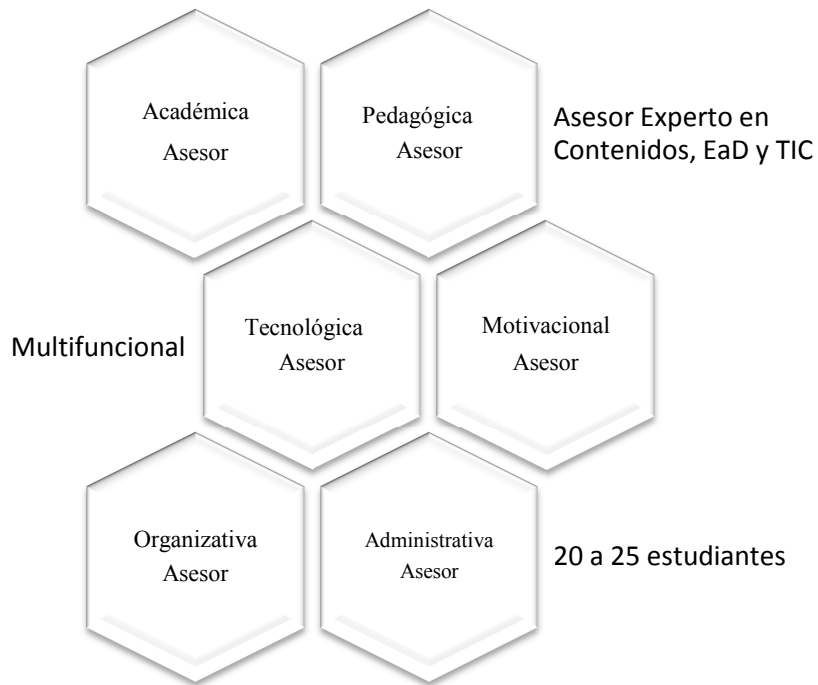 Académica
Asesor
Pedagógica
Asesor
Asesor Experto en
Contenidos, EaD y TIC
Multifuncional
Tecnológica
Asesor
Motivacional
Asesor
Organizativa
Asesor
Administrativa
Asesor
20 a 25 estudiantes